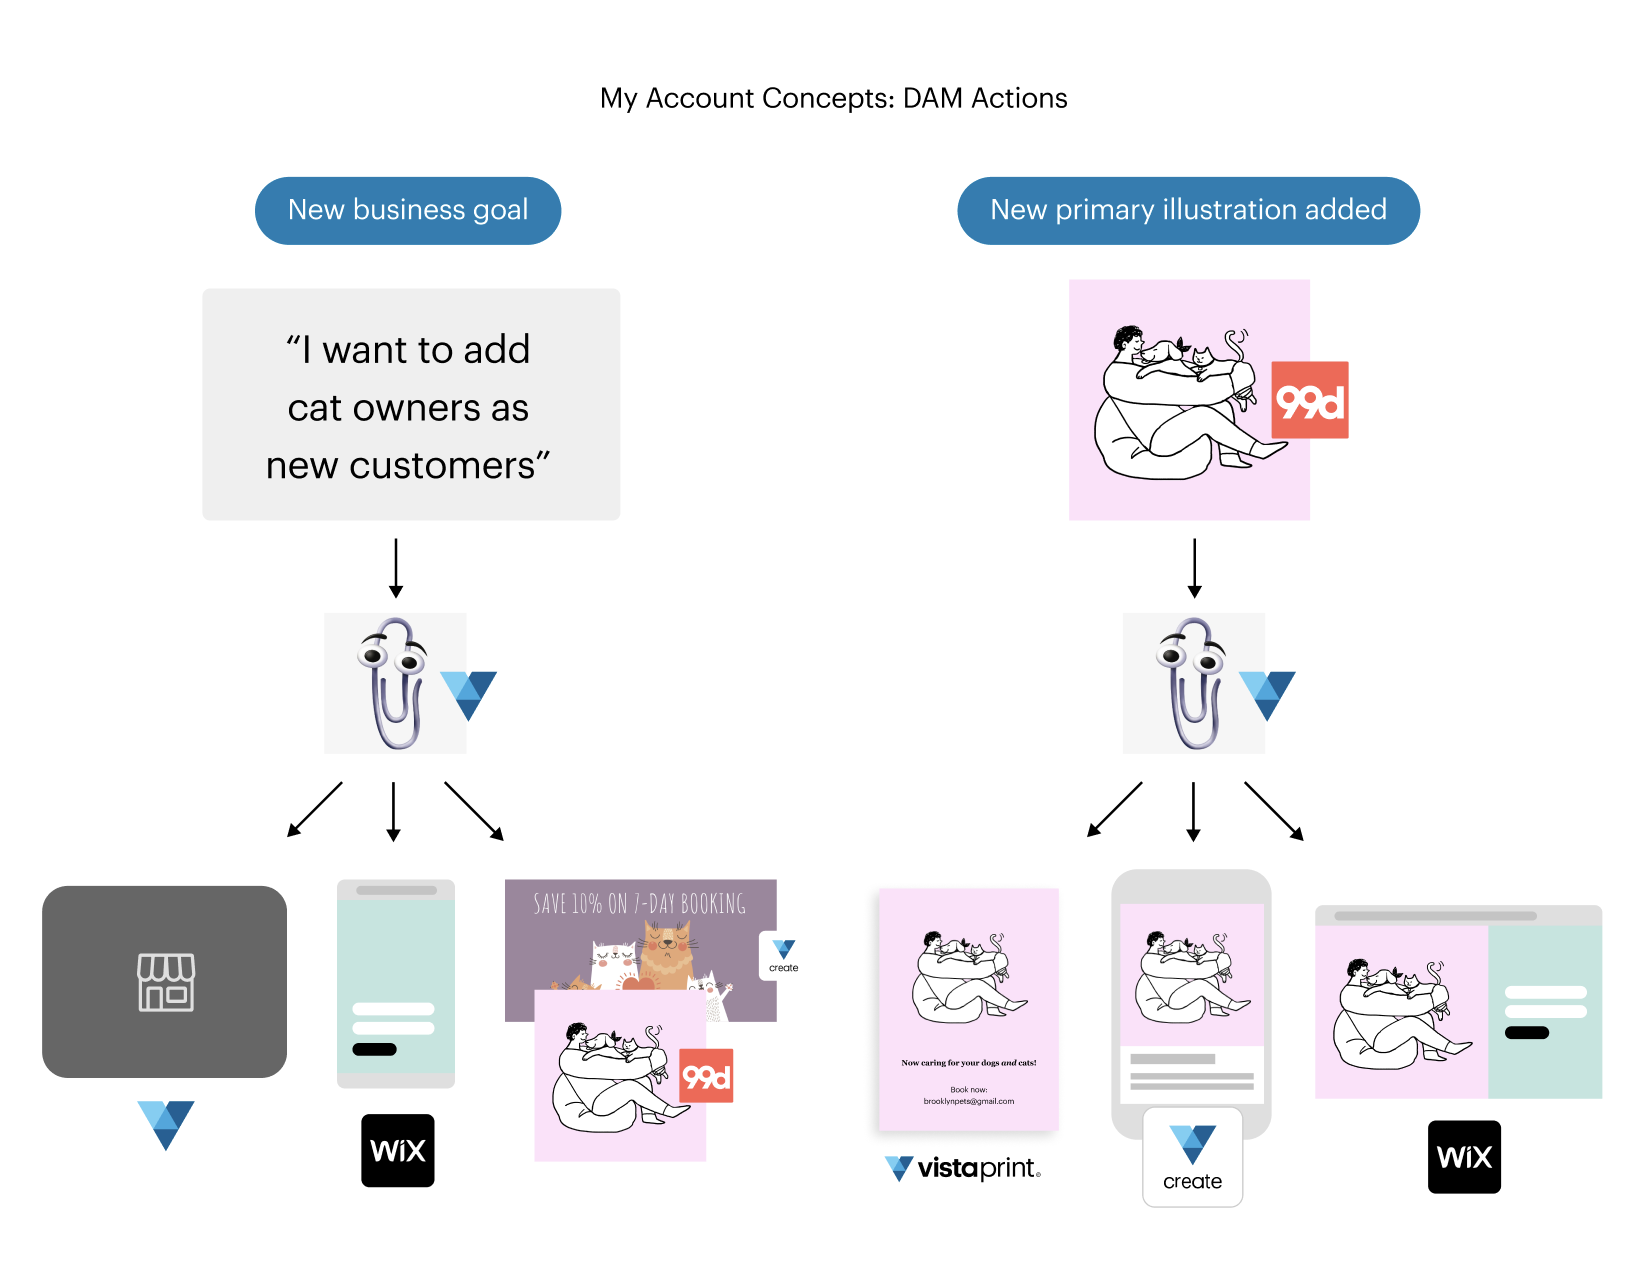 My Account Concepts: DAM Actions
New business goal
“I want to add
cat owners as
new customers”
SAVE 10% ON 7-DAY BOOKING
create
99d
WiX
New primary illustration added
99d
Now caring for your dogs and cats!
Book now:
brooklynpets@gmail.com
vistaprint®
create
WiX